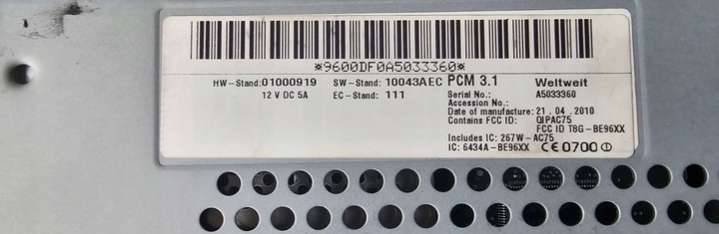 *9600DF0A5033360*
HW-Stand:01000919 SW-Stand: 10043AEC PCM 3.1 Weltweit
12 V DC 5A EC-Stand: 111 Serial No.: A5033360
Accession No.:
Date of manufacture: 21.04.2010
Contains FCC ID: QIPAC75
FCC ID T8G-BE96XX
Includes IC: 267W-AC75
IC: 6434A-BE96XX CE 0700